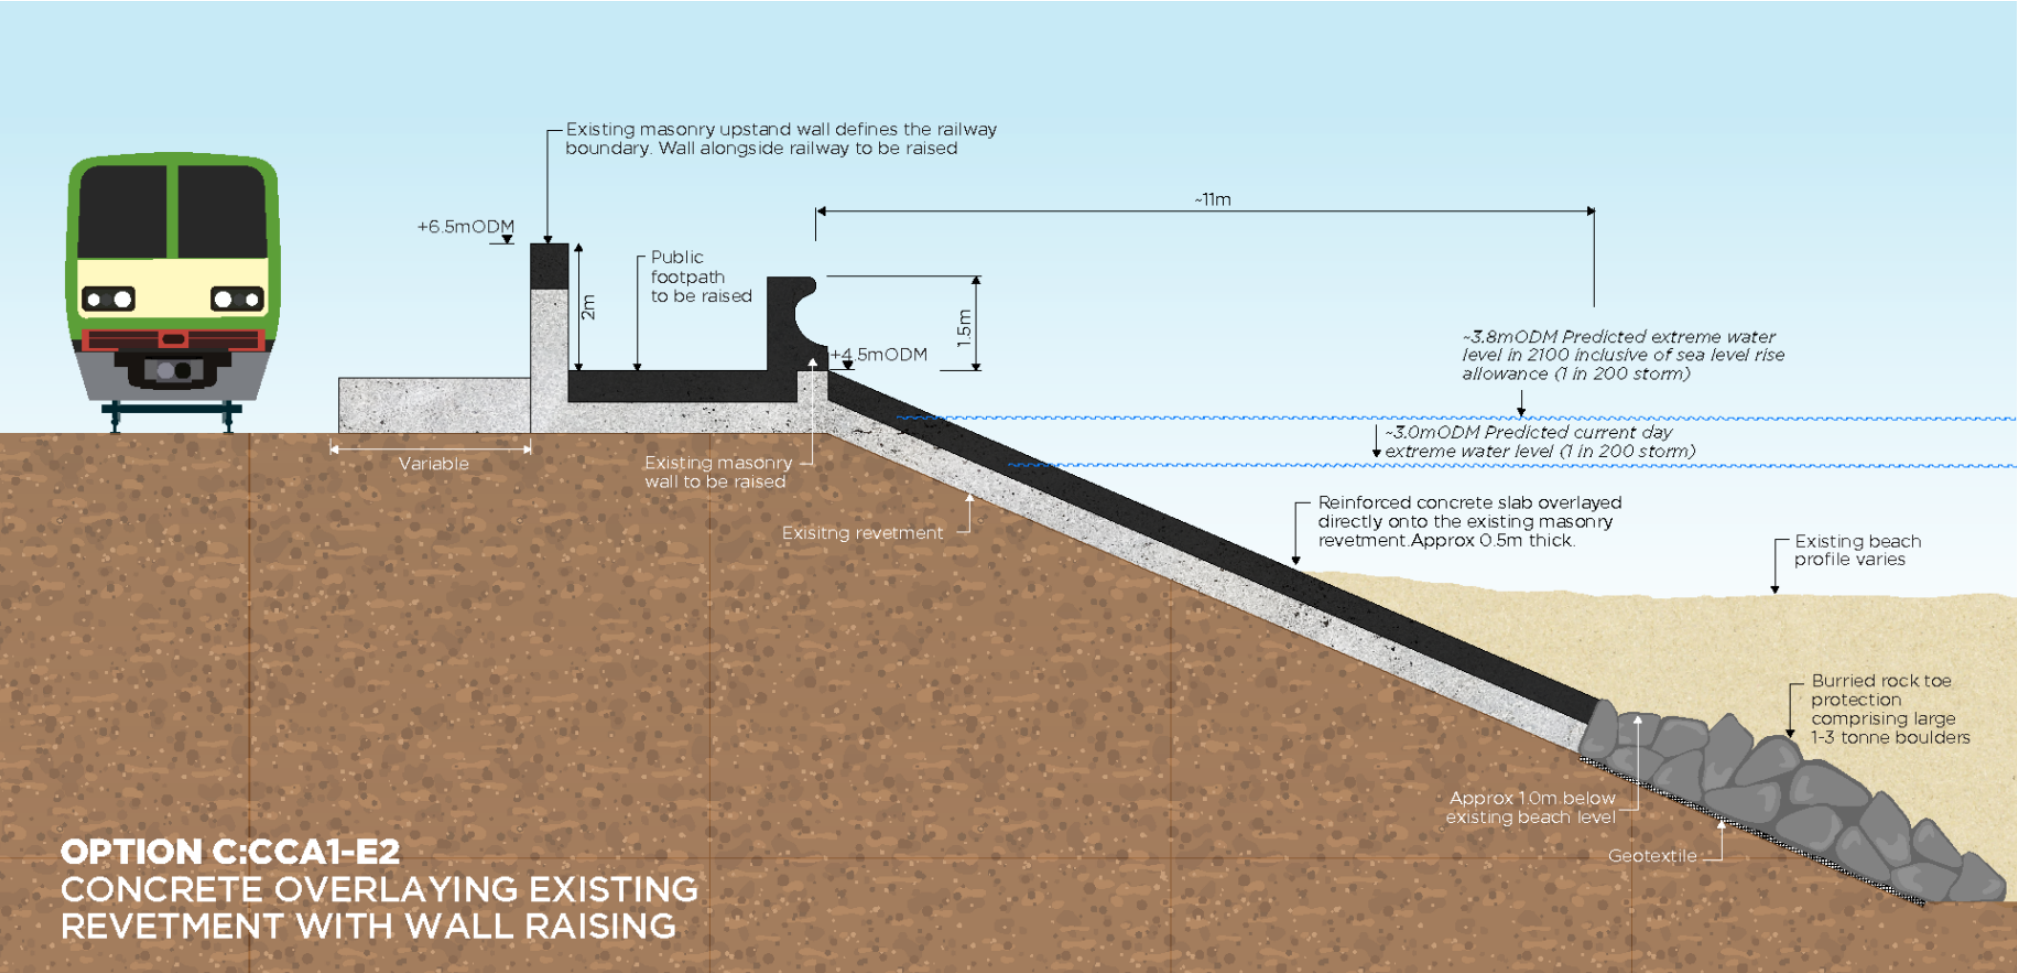 Existing masonry upstand wall defines the railway
boundary. Wall alongside railway to be raised
~11m
+6.5mODM
Public
footpath
to be raised
2m
1.5m
+4.5mODM
~3.8mODM Predicted extreme water
level in 2100 inclusive of sea level rise
allowance (1 in 200 storm)
~3.0mODM Predicted current day
extreme water level (1 in 200 storm)
Variable
Existing masonry
wall to be raised
Exisitng revetment
Reinforced concrete slab overlayed
directly onto the existing masonry
revetment.Approx 0.5m thick.
Existing beach
profile varies
Burried rock toe
protection
comprising large
1-3 tonne boulders
Approx 1.0m below
existing beach level
Geotextile
OPTION C:CCA1-E2
CONCRETE OVERLAYING EXISTING
REVETMENT WITH WALL RAISING